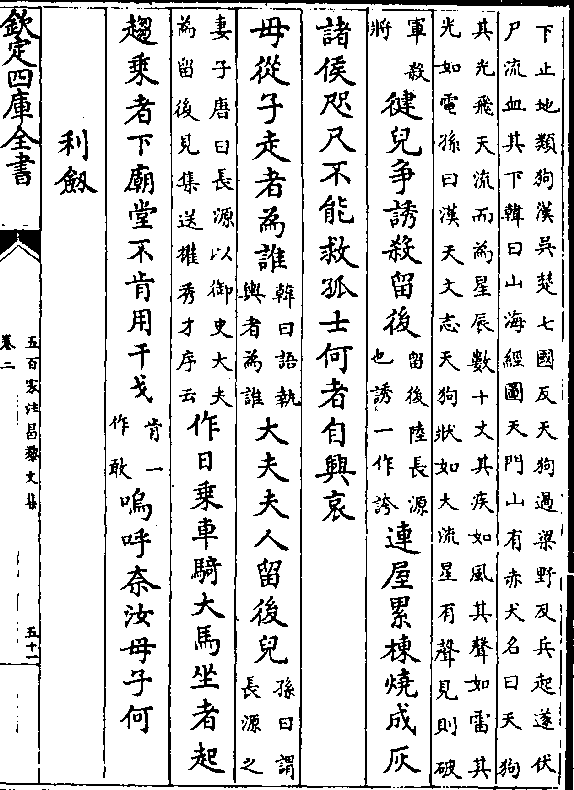 下止地類狗漢吳楚七國反天狗過梁野及兵起遂伏
尸流血其下韓曰山海經圖天門山有赤犬名曰天狗
其光飛天流而為星辰數十丈其疾如風其聲如雷其
光如電孫曰漢天文志天狗狀如大流星有聲見則破
軍殺
將
健兒爭誘殺留後
留後陸長源
也誘一作誇
連屋累棟燒成灰
諸侯咫尺不能救孤士何者自興哀
母從子走者為誰
韓曰語執
輿者為誰
大夫夫人留後兒
孫曰謂
長源之
妻子唐曰長源以御史大夫
為留後見集送權秀才序云
作日乘車騎大馬坐者起
趨乘者下廟堂不肯用干戈
肯一
作敢
嗚呼奈汝母子何
利劔
欽定四庫全書
五百家注昌黎文集
卷二
五十二